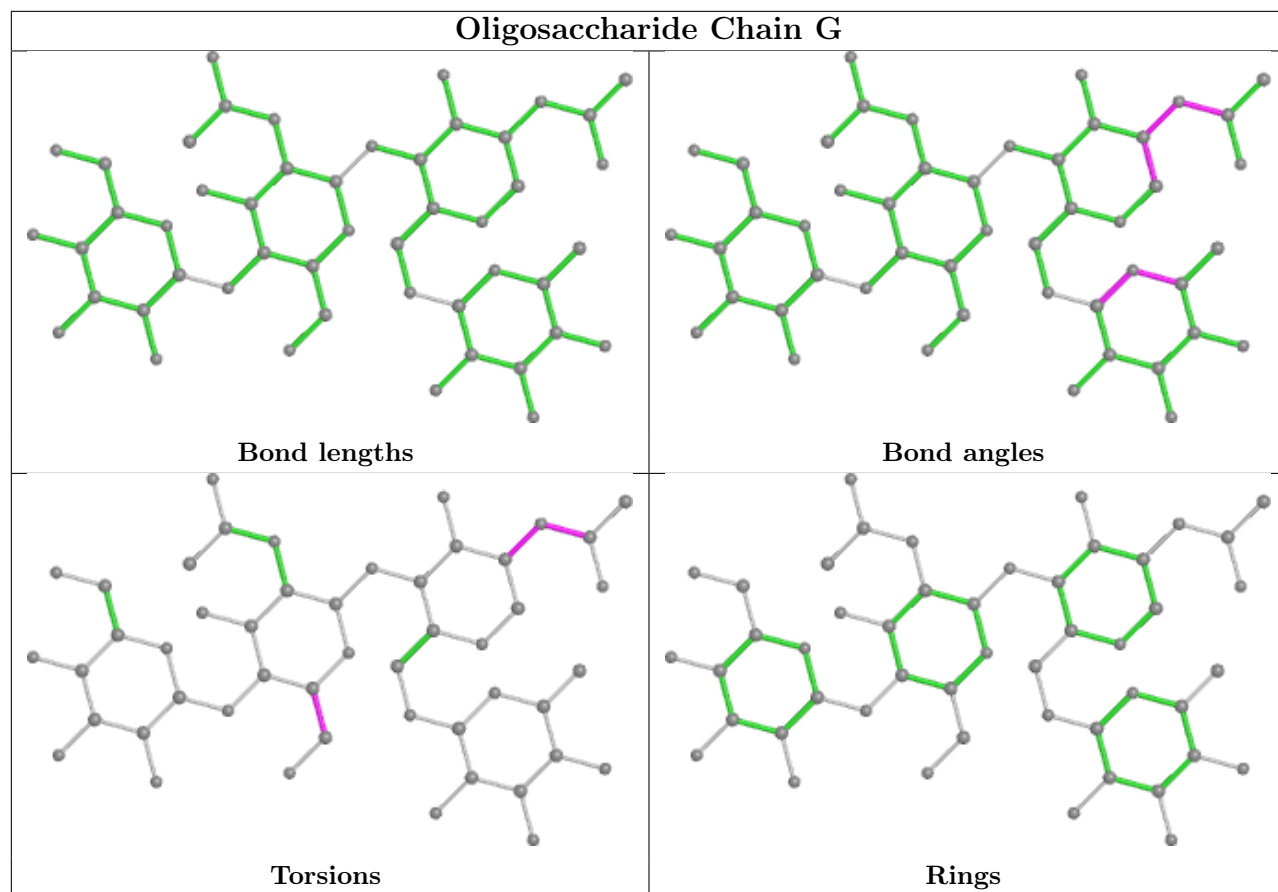 Oligosaccharide Chain G
Bond lengths
Bond angles
Torsions
Rings